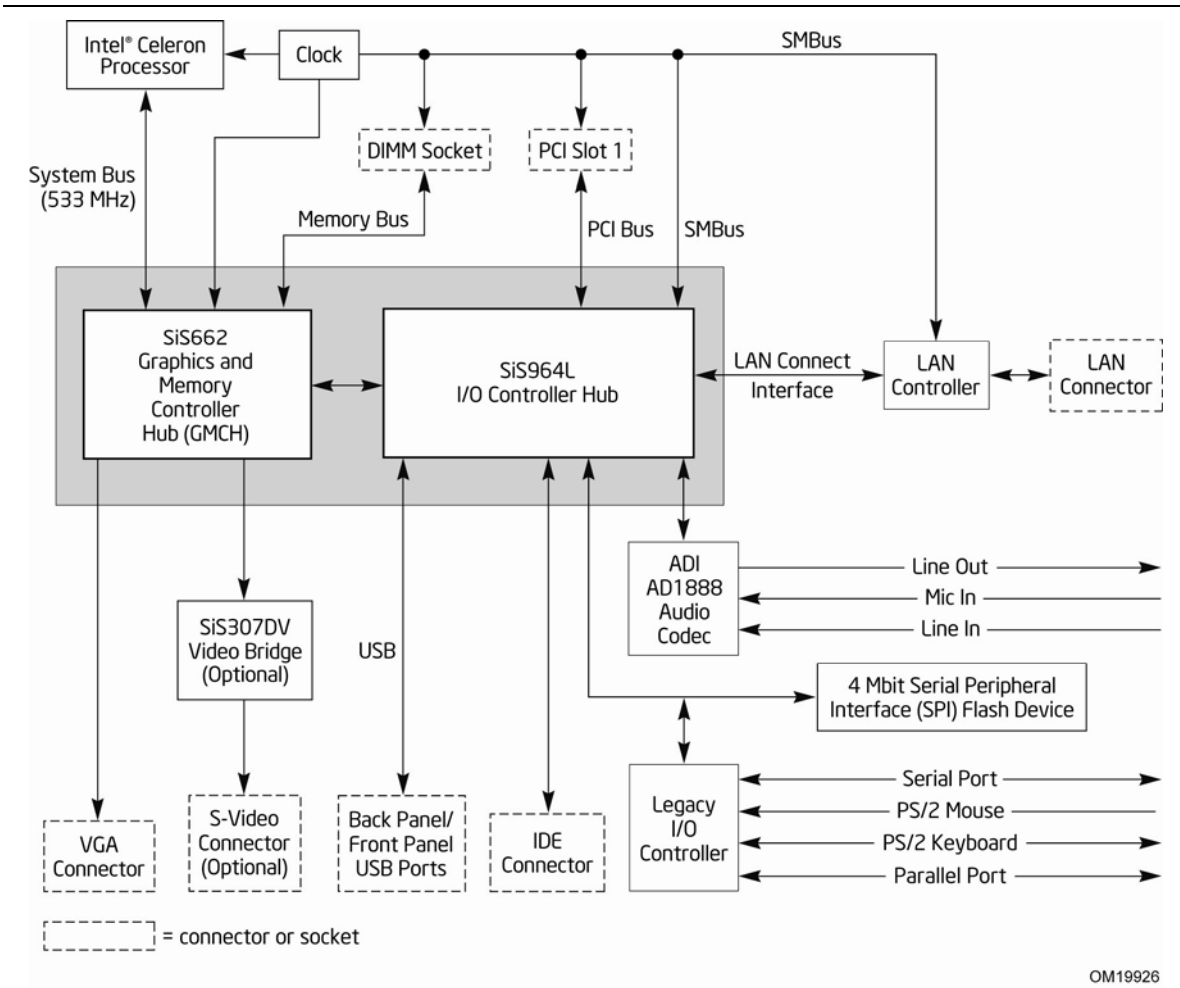 Intel® Celeron
Processor
Clock
SMBus
DIMM Socket
PCI Slot 1
System Bus
(533 MHz)
Memory Bus
PCI Bus
SMBus
SiS662
Graphics and
Memory
Controller
Hub (GMCH)
SiS964L
I/O Controller Hub
LAN Connect
Interface
LAN
Controller
LAN
Connector
ADI
AD1888
Audio
Codec
Line Out
Mic In
Line In
SiS307DV
Video Bridge
(Optional)
USB
4 Mbit Serial Peripheral
Interface (SPI) Flash Device
VGA
Connector
S-Video
Connector
(Optional)
Back Panel/
Front Panel
USB Ports
IDE
Connector
Legacy
I/O
Controller
Serial Port
PS/2 Mouse
PS/2 Keyboard
Parallel Port
= connector or socket
OM19926